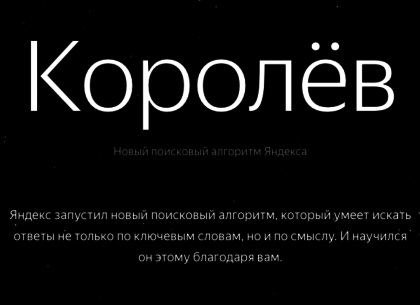 Королёв
Новый поисковый алгоритм Яндекса
Яндекс запустил новый поисковый алгоритм, который умеет искать
ответы не только по ключевым словам, но и по смыслу. И научился
он этому благодаря вам.